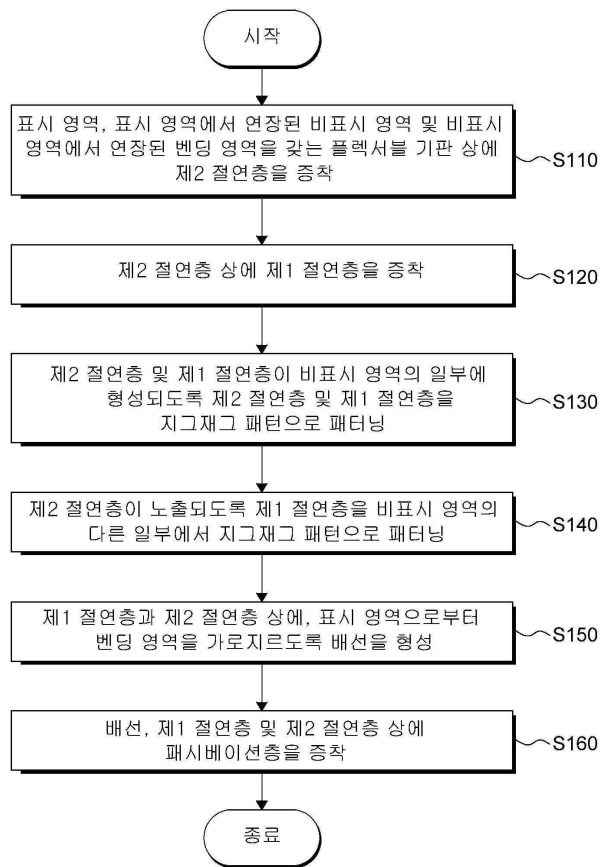 시작
표시 영역, 표시 영역에서 연장된 비표시 영역 및 비표시
영역에서 연장된 벤딩 영역을 갖는 플렉서블 기판 상에
제2 절연층을 증착
S110
제2 절연층 상에 제1 절연층을 증착
S120
제2 절연층 및 제1 절연층이 비표시 영역의 일부에
형성되도록 제2 절연층 및 제1 절연층을
지그재그 패턴으로 패터닝
S130
제2 절연층이 노출되도록 제1 절연층을 비표시 영역의
다른 일부에서 지그재그 패턴으로 패터닝
S140
제1 절연층과 제2 절연층 상에, 표시 영역으로부터
벤딩 영역을 가로지르도록 배선을 형성
S150
배선, 제1 절연층 및 제2 절연층 상에
패시베이션층을 증착
S160
종료